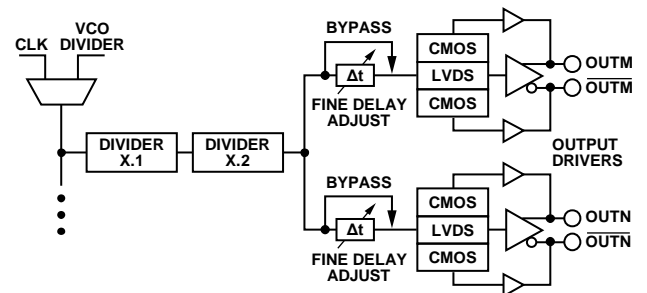 VCO
CLK DIVIDER
DIVIDER
X.1
DIVIDER
X.2
BYPASS
Δt
FINE DELAY
ADJUST
CMOS
LVDS
CMOS
OUTM
OUTM
OUTPUT
DRIVERS
BYPASS
Δt
FINE DELAY
ADJUST
CMOS
LVDS
CMOS
OUTN
OUTN